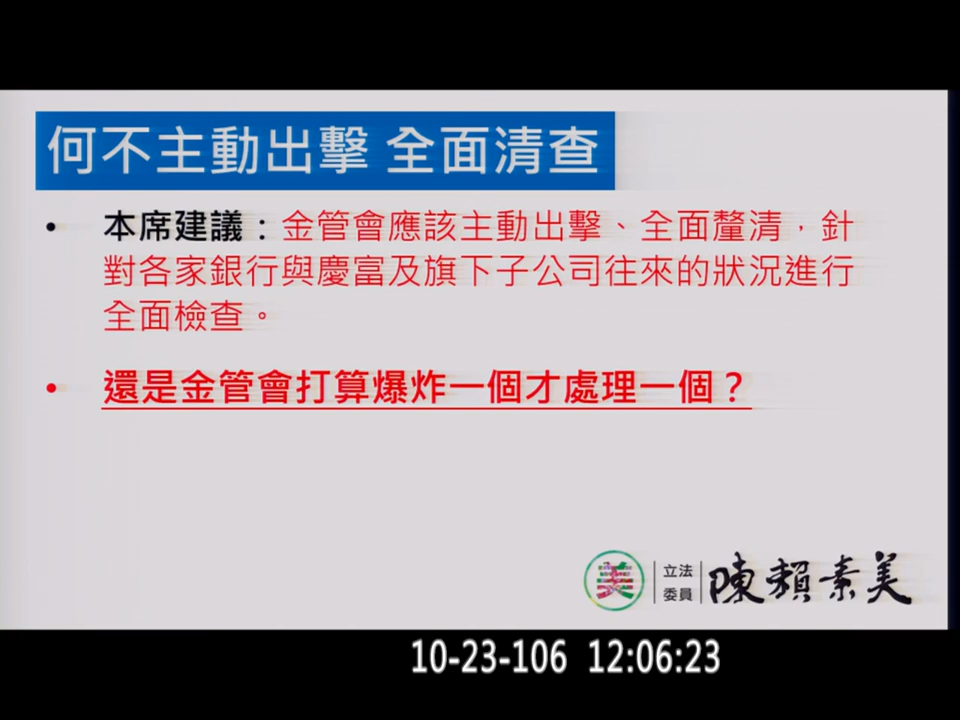 何不主動出擊 全面清查
• 本席建議：金管會應該主動出擊、全面釐清，針
對各家銀行與慶富及旗下子公司往來的狀況進行
全面檢查。
• 還是金管會打算爆炸一個才處理一個？
美
立法
委員
陳賴素美
10-23-106 12:06:23